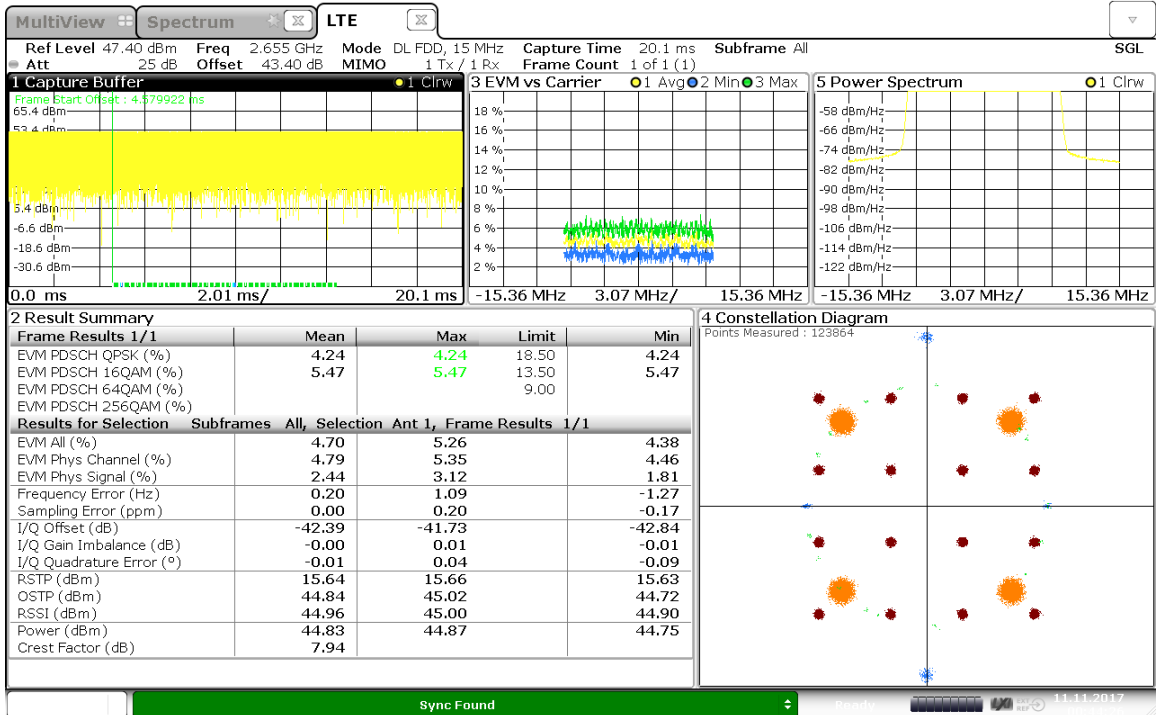 MultiView Spectrum LTE
Ref Level 47.40 dBm Freq 2.655 GHz Mode DL FDD, 15 MHz Capture Time 20.1 ms Subframe All SGL
Att 25 dB Offset 43.40 dB MIMO 1 Tx / 1 Rx Frame Count 1 of 1 (1)
1 Capture Buffer 1 Clrw
Frame Start Offset : 4.579922 ms
65.4 dBm
53.4 dBm
5.4 dBm
-6.6 dBm
-18.6 dBm
-30.6 dBm
0.0 ms 2.01 ms/ 20.1 ms
3 EVM vs Carrier 1 Avg 2 Min 3 Max
18 %
16 %
14 %
12 %
10 %
8 %
6 %
4 %
2 %
-15.36 MHz 3.07 MHz/ 15.36 MHz
5 Power Spectrum 1 Clrw
-58 dBm/Hz
-66 dBm/Hz
-74 dBm/Hz
-82 dBm/Hz
-90 dBm/Hz
-98 dBm/Hz
-106 dBm/Hz
-114 dBm/Hz
-122 dBm/Hz
-15.36 MHz 3.07 MHz/ 15.36 MHz
2 Result Summary
Frame Results 1/1 Mean Max Limit Min
EVM PDSCH QPSK (%) 4.24 4.24 18.50 4.24
EVM PDSCH 16QAM (%) 5.47 5.47 13.50 5.47
EVM PDSCH 64QAM (%) 9.00
EVM PDSCH 256QAM (%)
Results for Selection Subframes All, Selection Ant 1, Frame Results 1/1
EVM All (%) 4.70 5.26 4.38
EVM Phys Channel (%) 4.79 5.35 4.46
EVM Phys Signal (%) 2.44 3.12 1.81
Frequency Error (Hz) 0.20 1.09 -1.27
Sampling Error (ppm) 0.00 0.20 -0.17
I/Q Offset (dB) -42.39 -41.73 -42.84
I/Q Gain Imbalance (dB) -0.00 0.01 -0.01
I/Q Quadrature Error (º) -0.01 0.04 -0.09
RSTP (dBm) 15.64 15.66 15.63
OSTP (dBm) 44.84 45.02 44.72
RSSI (dBm) 44.96 45.00 44.90
Power (dBm) 44.83 44.87 44.75
Crest Factor (dB) 7.94
4 Constellation Diagram
Points Measured : 123864
Sync Found
Ready
LXI EXT REF 11.11.2017